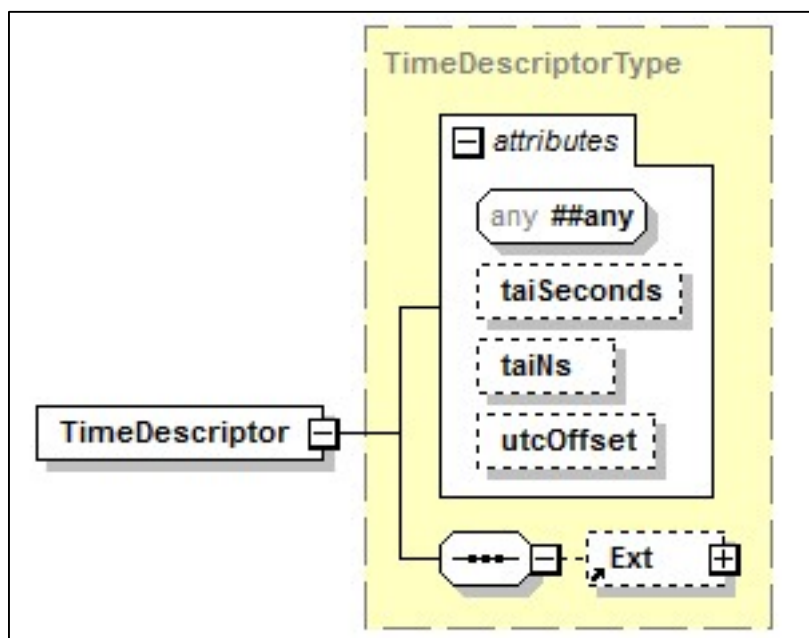 TimeDescriptorType
attributes
any ##any
taiSeconds
taiNs
utcOffset
TimeDescriptor
Ext